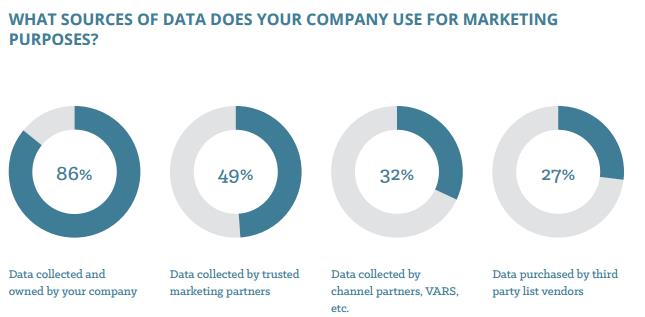 WHAT SOURCES OF DATA DOES YOUR COMPANY USE FOR MARKETING
PURPOSES?
86%
49%
32%
27%
Data collected and
owned by your company
Data collected by trusted
marketing partners
Data collected by
channel partners, VARS,
etc.
Data purchased by third
party list vendors